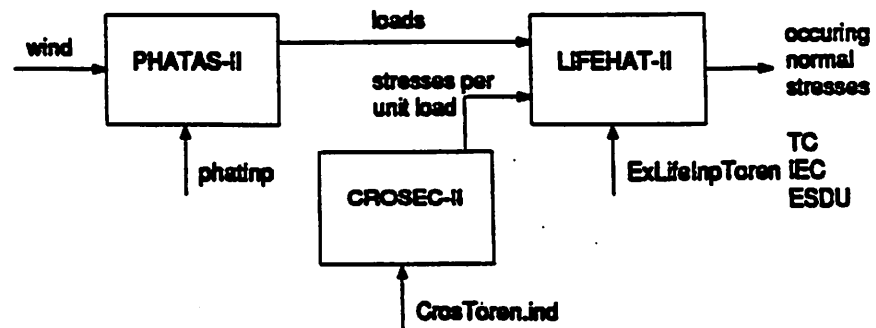 loads
wind
PHATAS-II
LIFEHAT-II
occuring
normal
stresses
stresses per
unit load
phatinp
CROSEC-II
ExLifeInpToren
TC
IEC
ESDU
CrosToren.ind